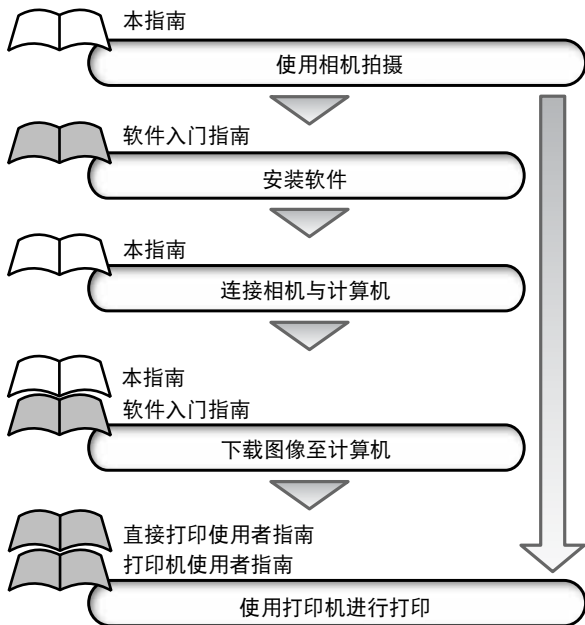 本指南
使用相机拍摄
软件入门指南
安装软件
本指南
连接相机与计算机
本指南
软件入门指南
下载图像至计算机
直接打印使用者指南
打印机使用者指南
使用打印机进行打印